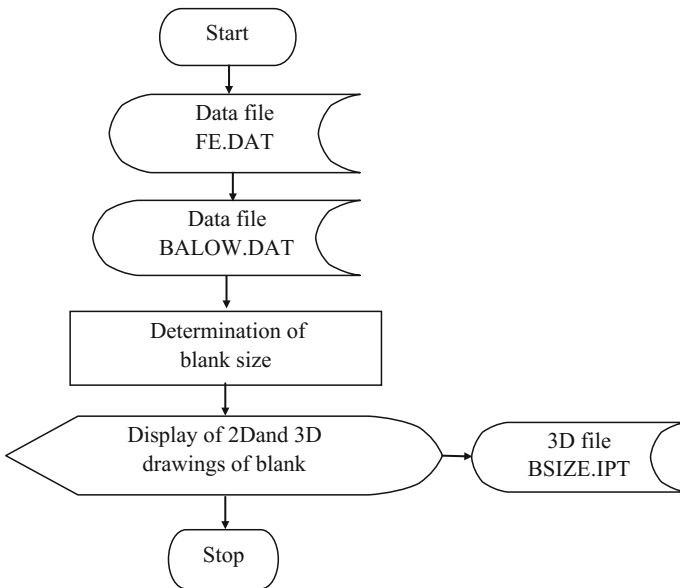 Start
Data file
FE.DAT
Data file
BALOW.DAT
Determination of
blank size
Display of 2Dand 3D
drawings of blank
3D file
BSIZE.IPT
Stop